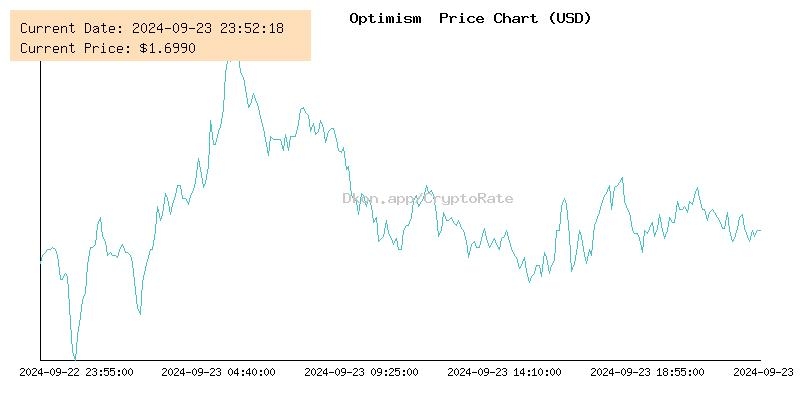 Optimism Price Chart (USD)
Current Date: 2024-09-23 23:52:18
Current Price: $1.6990
Dkon.app/CryptoRate
2024-09-22 23:55:00 2024-09-23 04:40:00 2024-09-23 09:25:00 2024-09-23 14:10:00 2024-09-23 18:55:00 2024-09-23